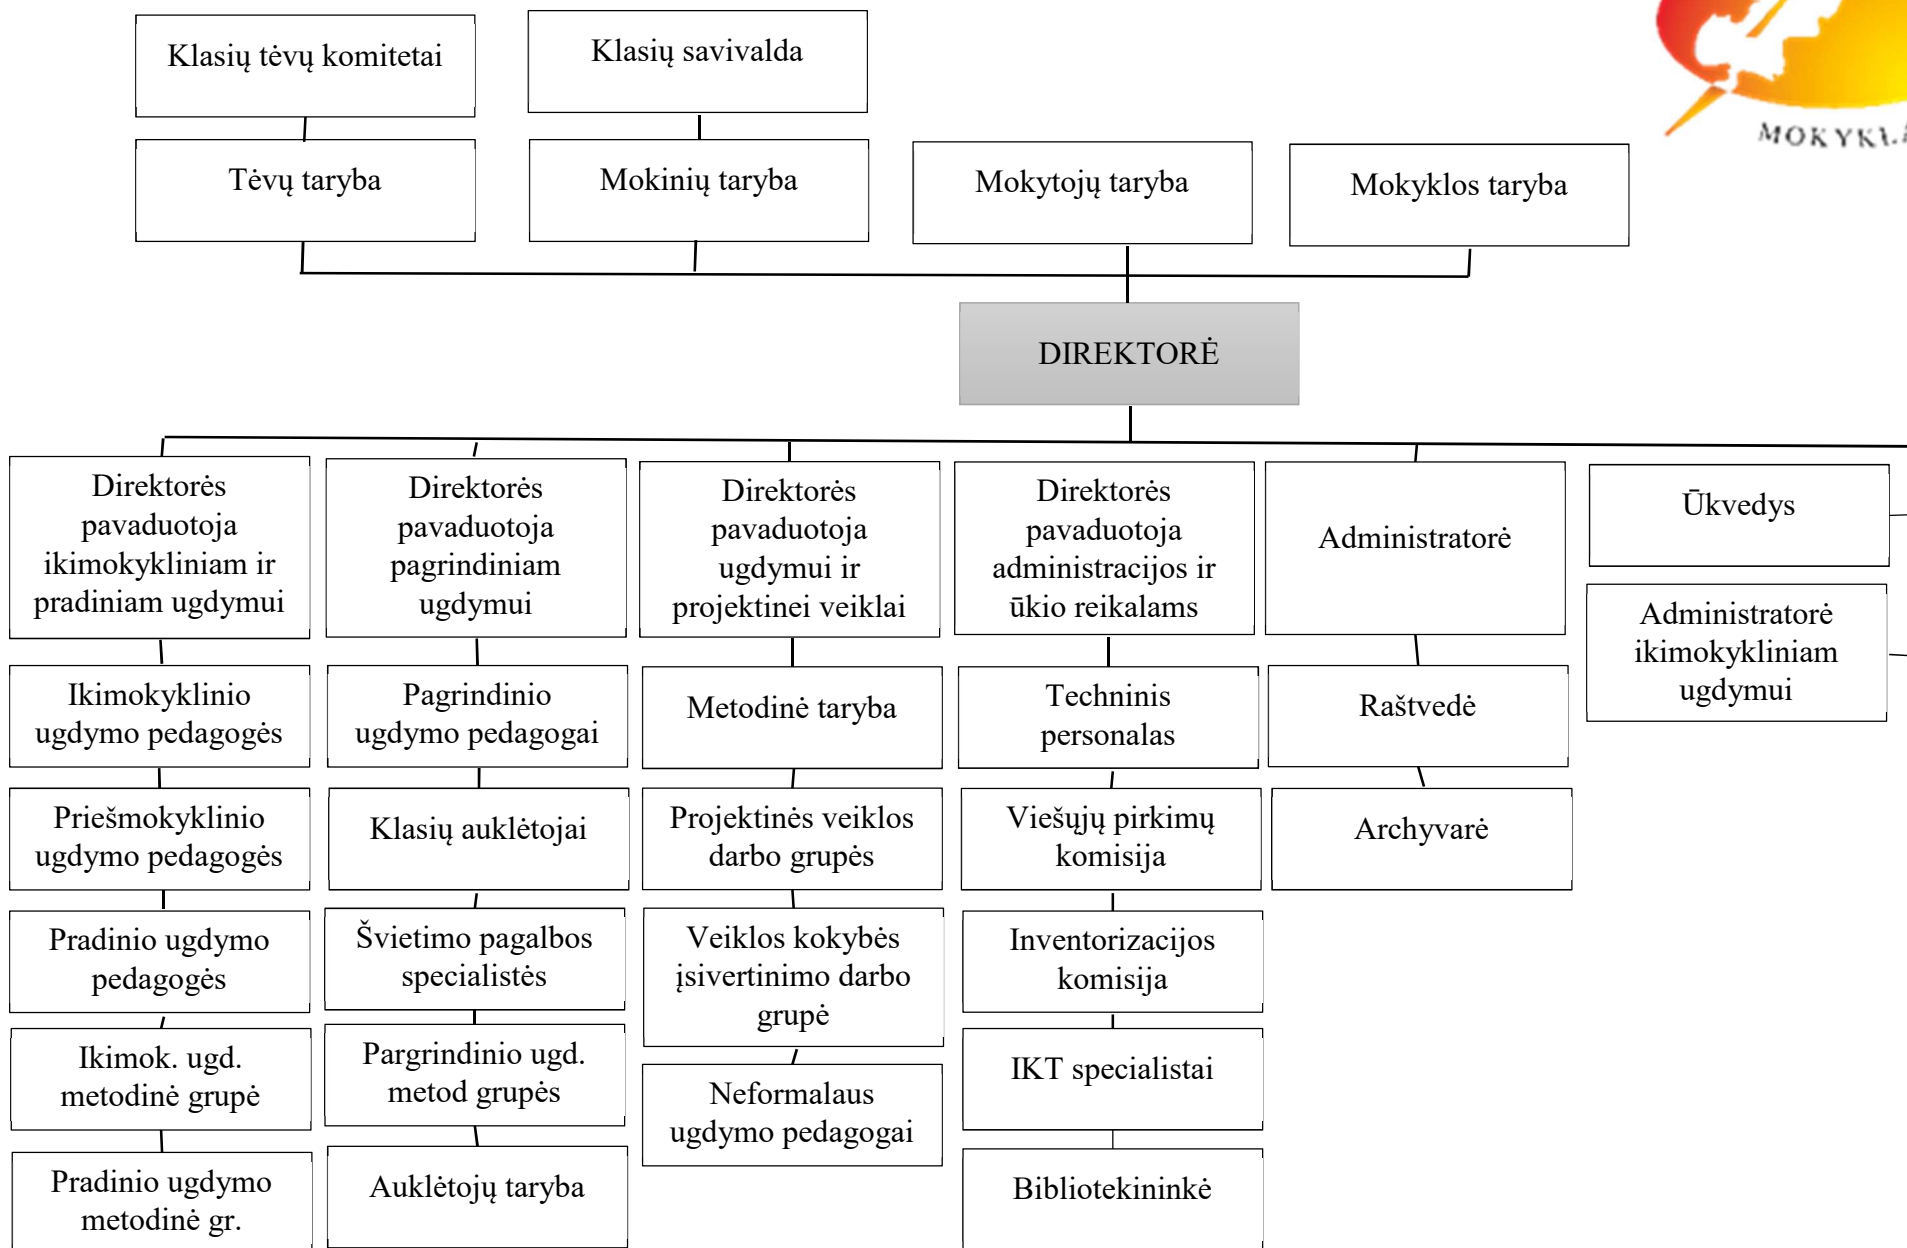 Klasių tėvų komitetai
Klasių savivalda
MOKYKLA
Tėvų taryba
Mokinių taryba
Mokytojų taryba
Mokyklos taryba
DIREKTORĖ
Direktorės
pavaduotoja
ikimokykliniam ir
pradiniam ugdymui
Direktorės
pavaduotoja
pagrindiniam
ugdymui
Direktorės
pavaduotoja
ugdymui ir
projektinei veiklai
Direktorės
pavaduotoja
administracijos ir
ūkio reikalams
Administratorė
Ūkvedys
Administratorė
ikimokykliniam
ugdymui
Ikimokyklinio
ugdymo pedagogės
Pagrindinio
ugdymo pedagogai
Metodinė taryba
Techninis
personalas
Raštvedė
Priešmokyklinio
ugdymo pedagogės
Klasių auklėtojai
Projektinės veiklos
darbo grupės
Viešųjų pirkimų
komisija
Archyvarė
Pradinio ugdymo
pedagogės
Švietimo pagalbos
specialistės
Veiklos kokybės
įsivertinimo darbo
grupė
Inventorizacijos
komisija
Ikimok. ugd.
metodinė grupė
Pargrindinio ugd.
metod grupės
Neformalaus
ugdymo pedagogai
IKT specialistai
Pradinio ugdymo
metodinė gr.
Auklėtojų taryba
Bibliotekininkė